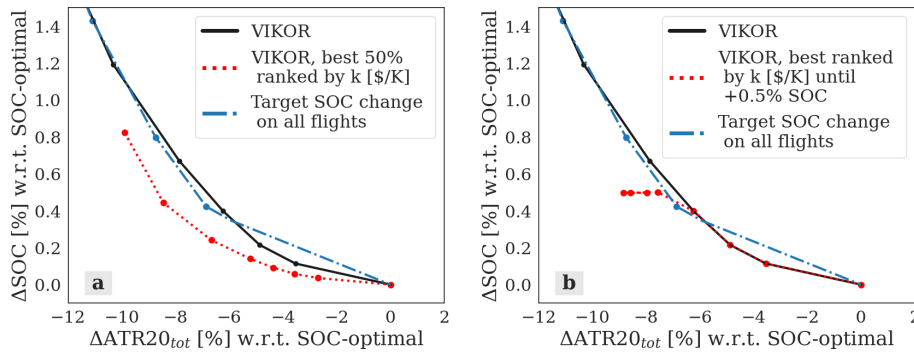 1.4
1.2
1.0
0.8
0.6
0.4
0.2
0.0
ΔSOC [%] w.r.t. SOC-optimal
VIKOR
VIKOR, best 50%
ranked by k [$/K]
Target SOC change
on all flights
a
−12 −10 −8 −6 −4 −2 0 2
ΔATR20tot [%] w.r.t. SOC-optimal
1.4
1.2
1.0
0.8
0.6
0.4
0.2
0.0
ΔSOC [%] w.r.t. SOC-optimal
VIKOR
VIKOR, best ranked
by k [$/K] until
+0.5% SOC
Target SOC change
on all flights
b
−12 −10 −8 −6 −4 −2 0 2
ΔATR20tot [%] w.r.t. SOC-optimal